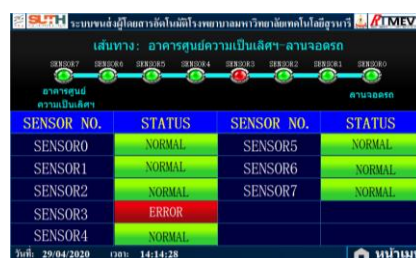 SUTH ระบบขนส่งผู้โดยสารอัตโนมัติโรงพยาบาลมหาวิทยาลัยเทคโนโลยีสุรนารี RTMEV
เส้นทาง: อาคารศูนย์ความเป็นเลิศฯ-ลานจอดรถ
SENSOR7 SENSOR6 SENSOR5 SENSOR4 SENSOR3 SENSOR2 SENSOR1 SENSOR0
อาคารศูนย์
ความเป็นเลิศฯ
ลานจอดรถ
SENSOR NO. STATUS SENSOR NO. STATUS
SENSOR0 NORMAL SENSOR5 NORMAL
SENSOR1 NORMAL SENSOR6 NORMAL
SENSOR2 NORMAL SENSOR7 NORMAL
SENSOR3 ERROR
SENSOR4 NORMAL
วันที่: 29/04/2020 เวลา: 14:14:28